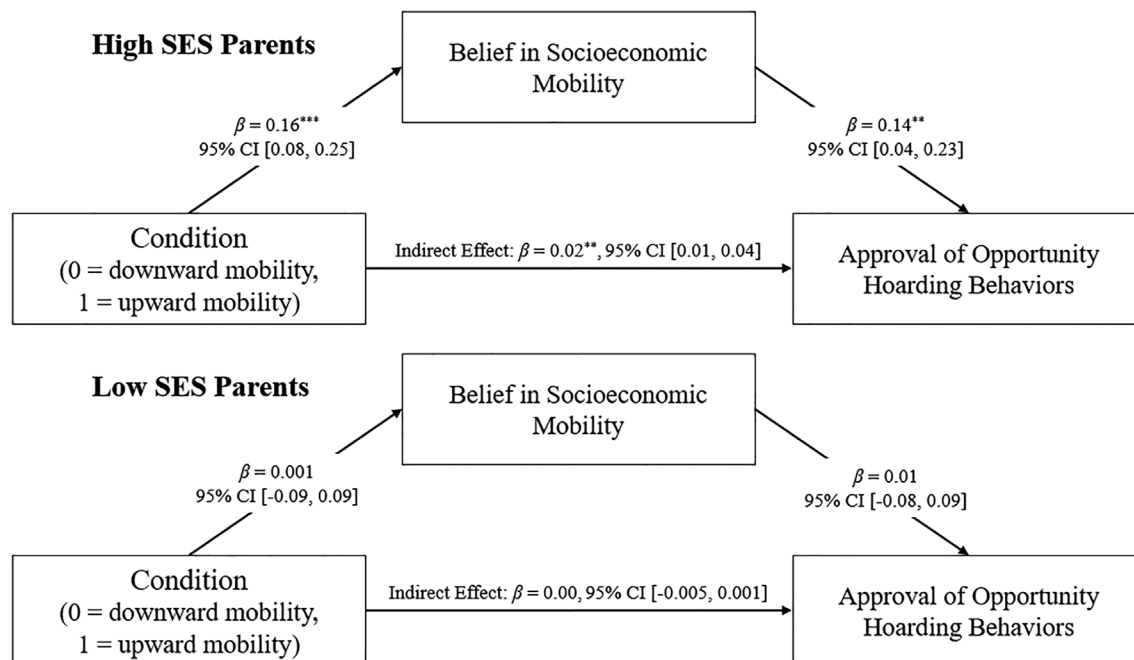 High SES Parents
Belief in Socioeconomic
Mobility
β = 0.16***
95% CI [0.08, 0.25]
β = 0.14**
95% CI [0.04, 0.23]
Condition
(0 = downward mobility,
1 = upward mobility)
Indirect Effect: β = 0.02**, 95% CI [0.01, 0.04]
Approval of Opportunity
Hoarding Behaviors
Low SES Parents
Belief in Socioeconomic
Mobility
β = 0.001
95% CI [-0.09, 0.09]
β = 0.01
95% CI [-0.08, 0.09]
Condition
(0 = downward mobility,
1 = upward mobility)
Indirect Effect: β = 0.00, 95% CI [-0.005, 0.001]
Approval of Opportunity
Hoarding Behaviors